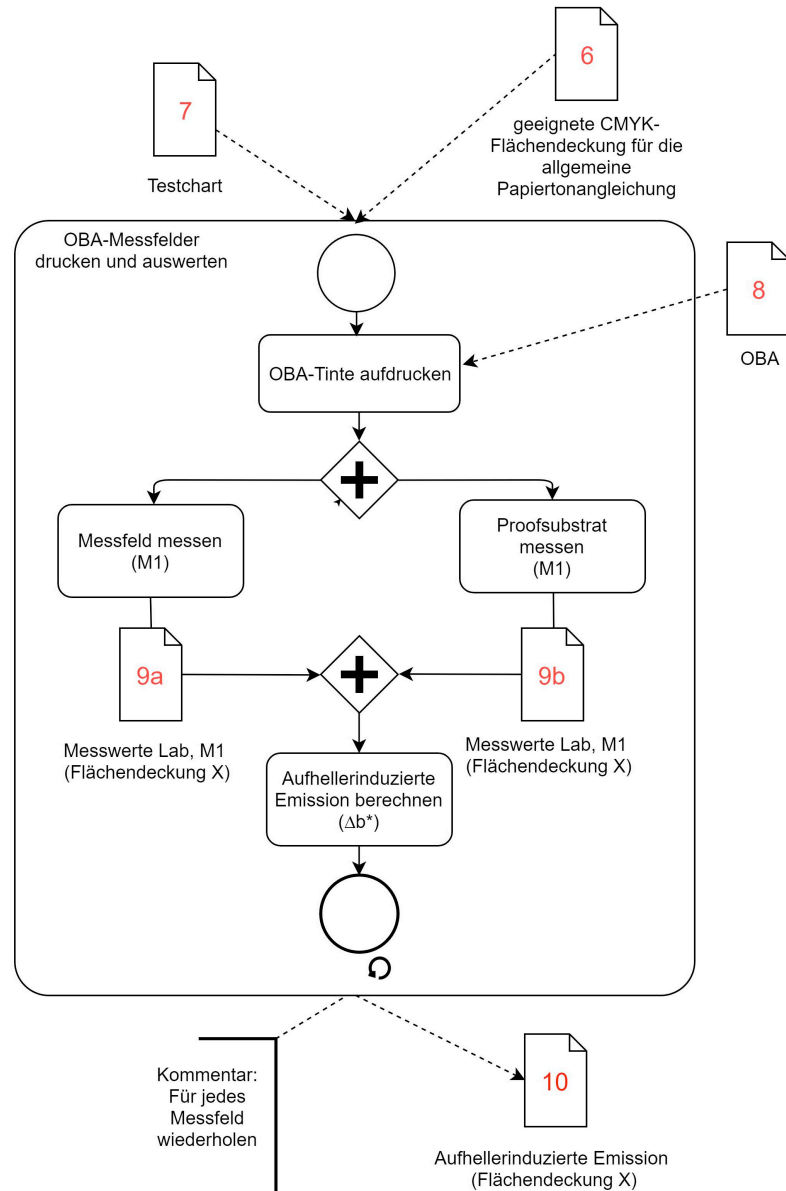 6
geeignete CMYK-
Flächendeckung für die
allgemeine
Papiertonangleichung
7
Testchart
OBA-Messfelder
drucken und auswerten
8
OBA
OBA-Tinte aufdrucken
Messfeld messen
(M1)
Proofsubstrat
messen
(M1)
9a
Messwerte Lab, M1
(Flächendeckung X)
9b
Messwerte Lab, M1
(Flächendeckung X)
Aufhellerinduzierte
Emission berechnen
(∆b*)
Kommentar:
Für jedes
Messfeld
wiederholen
10
Aufhellerinduzierte Emission
(Flächendeckung X)